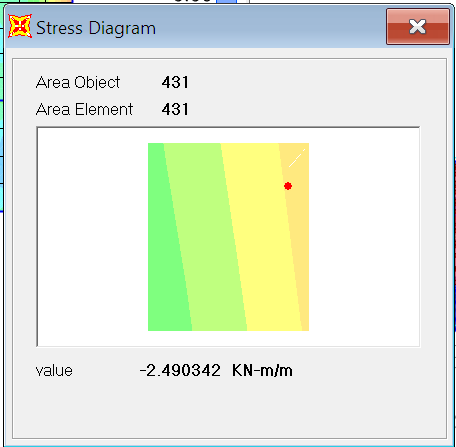 Stress Diagram
Area Object 431
Area Element 431
value -2.490342 KN-m/m